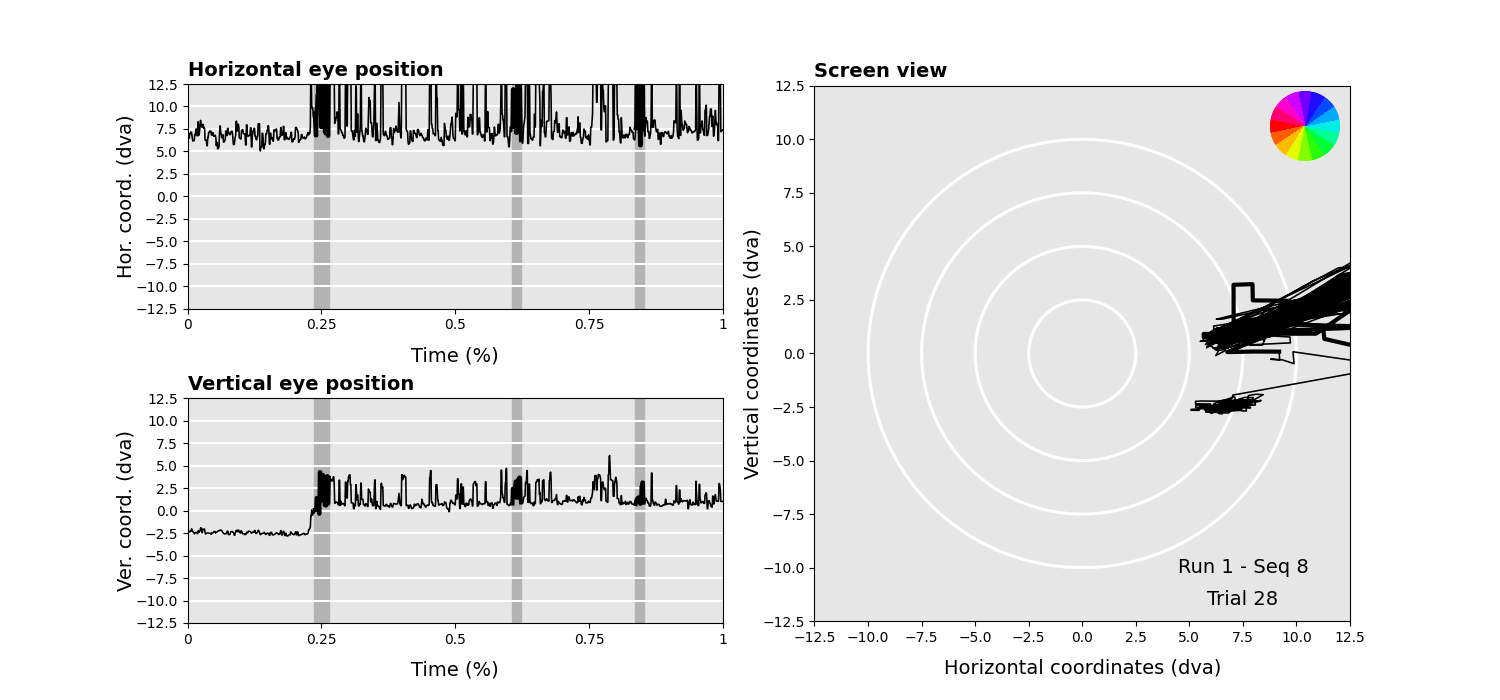 Horizontal eye position
Hor. coord. (dva)
12.5
10.0
7.5
5.0
2.5
0.0
−2.5
−5.0
−7.5
−10.0
−12.5
0 0.25 0.5 0.75 1
Time (%)
Vertical eye position
Ver. coord. (dva)
12.5
10.0
7.5
5.0
2.5
0.0
−2.5
−5.0
−7.5
−10.0
−12.5
0 0.25 0.5 0.75 1
Time (%)
Screen view
Vertical coordinates (dva)
12.5
10.0
7.5
5.0
2.5
0.0
−2.5
−5.0
−7.5
−10.0
−12.5
Run 1 - Seq 8
Trial 28
−12.5 −10.0 −7.5 −5.0 −2.5 0.0 2.5 5.0 7.5 10.0 12.5
Horizontal coordinates (dva)